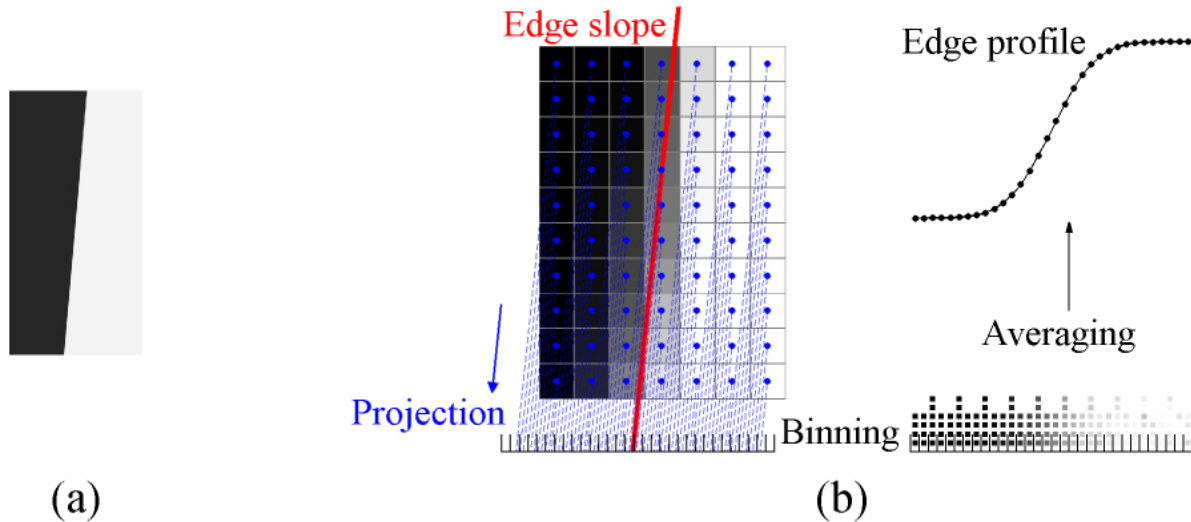 Edge slope
Edge profile
Averaging
Projection
Binning
(a)
(b)